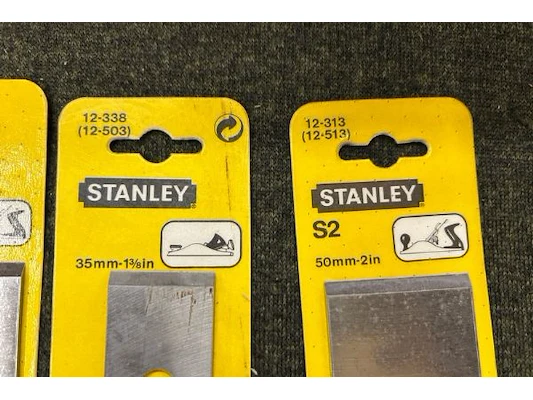 12-338
(12-503)
STANLEY
35mm-1⅜in
12-313
(12-513)
STANLEY
S2
50mm-2in